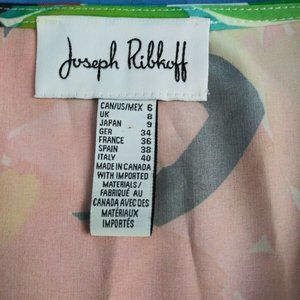 Joseph Ribkoff
CAN/US/MEX 6
UK 8
JAPAN 9
GER 34
FRANCE 36
SPAIN 38
ITALY 40
MADE IN CANADA
WITH IMPORTED
MATERIALS/
FABRIQUÉ AU
CANADA AVEC DES
MATÉRIAUX
IMPORTÉS